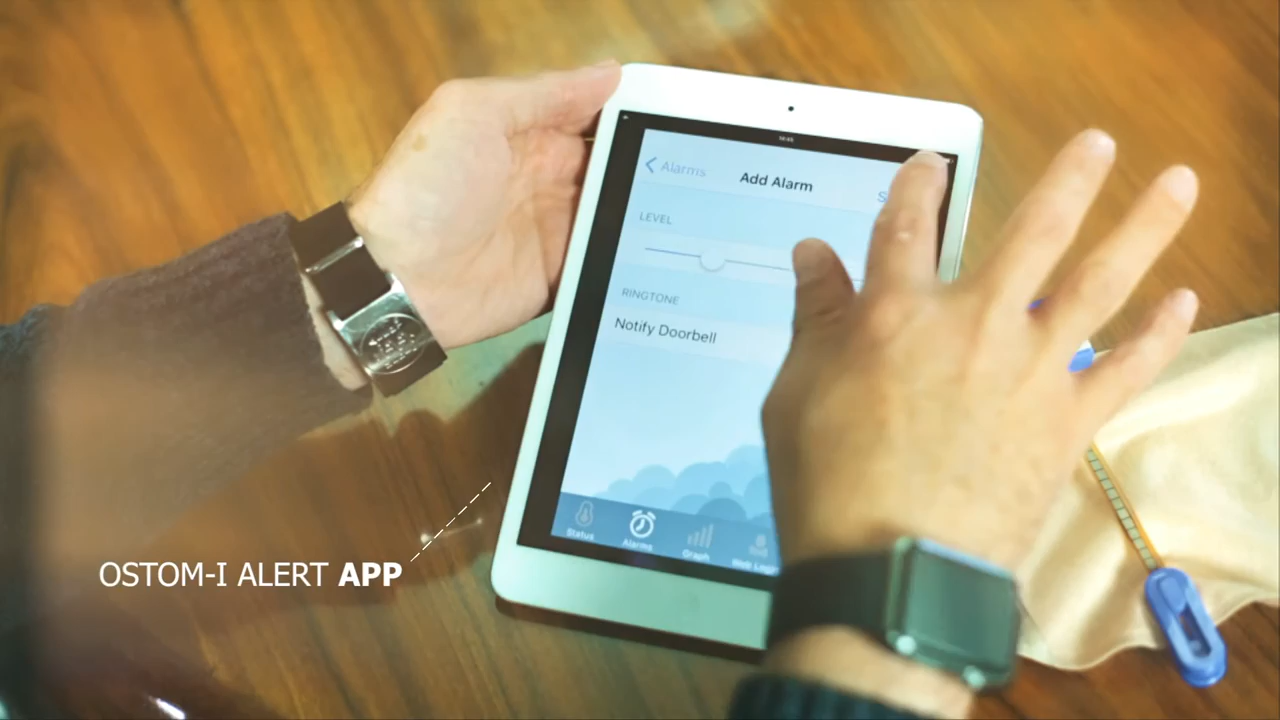 Alarms
Add Alarm
LEVEL
RINGTONE
Notify Doorbell
Status
Alarms
Graph
OSTOM-I ALERT APP